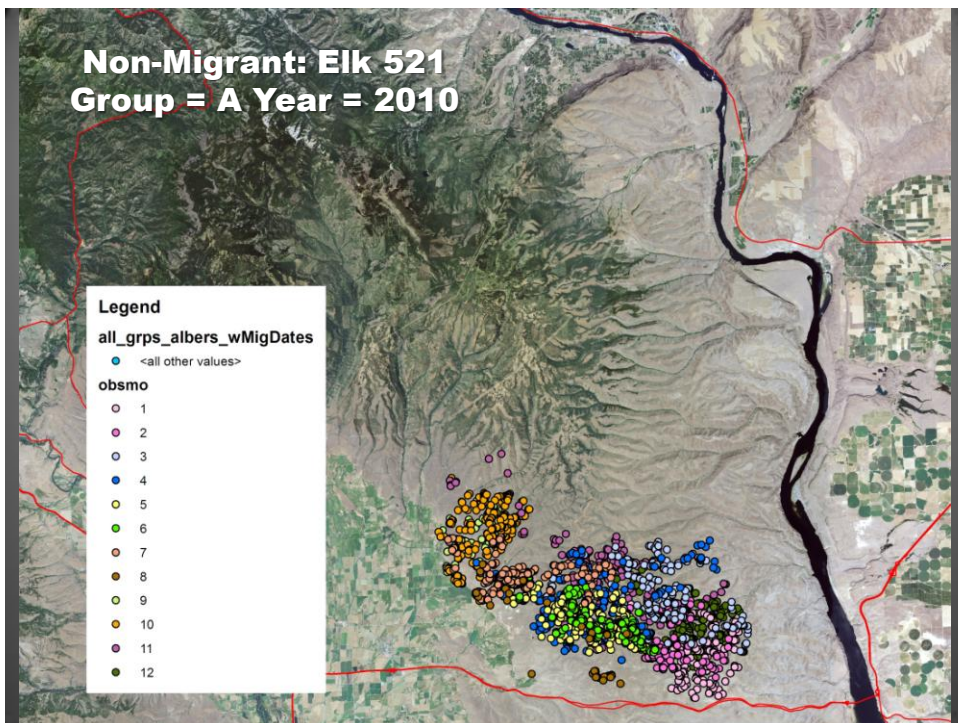 Non-Migrant: Elk 521
Group = A Year = 2010
Legend
all_grps_albers_wMigDates
<all other values>
obsmo
1
2
3
4
5
6
7
8
9
10
11
12